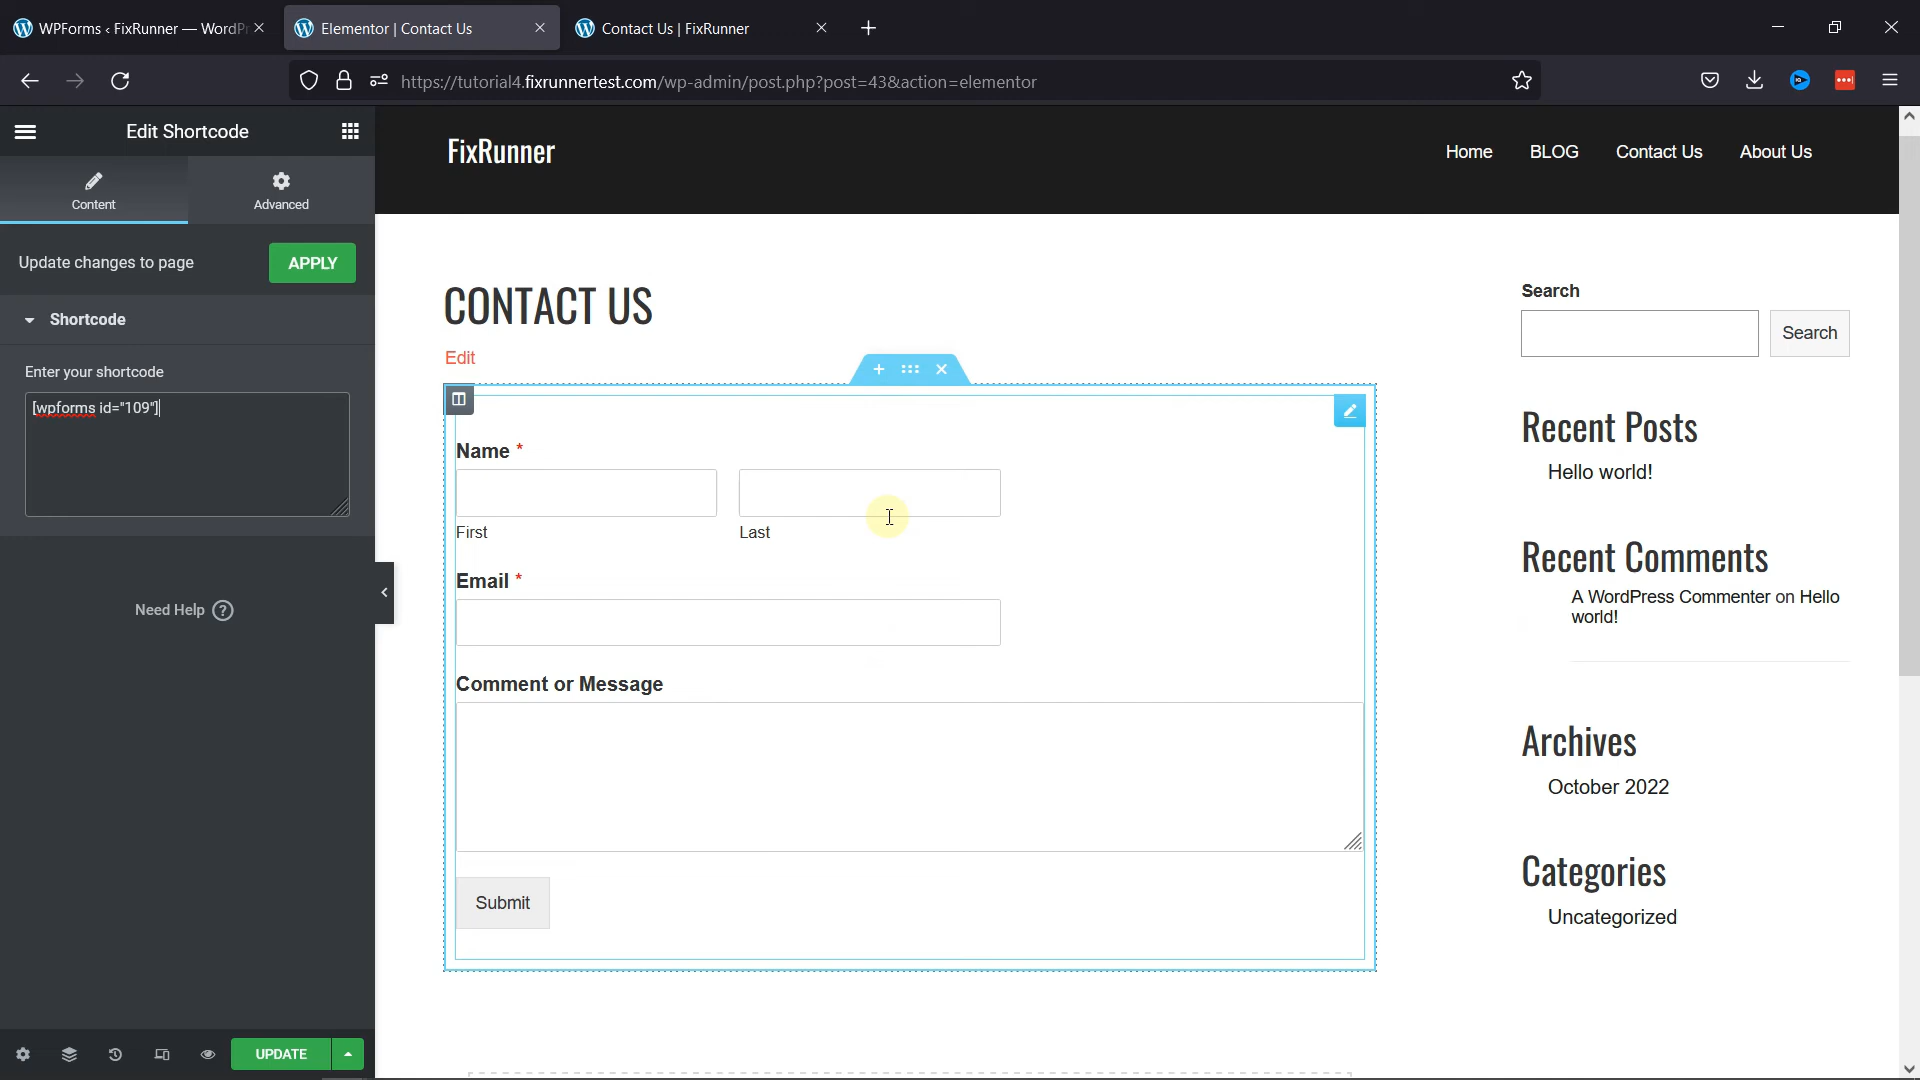 WPForms ‹ FixRunner — WordPr
Elementor | Contact Us
Contact Us | FixRunner
https://tutorial4.fixrunnertest.com/wp-admin/post.php?post=43&action=elementor
Edit Shortcode
Content
Advanced
Update changes to page
APPLY
Shortcode
Enter your shortcode
[wpforms id="109"]
Need Help ?
UPDATE
FixRunner
Home
BLOG
Contact Us
About Us
CONTACT US
Edit
Name *
First
Last
Email *
Comment or Message
Submit
Search
Search
Recent Posts
Hello world!
Recent Comments
A WordPress Commenter on Hello
world!
Archives
October 2022
Categories
Uncategorized